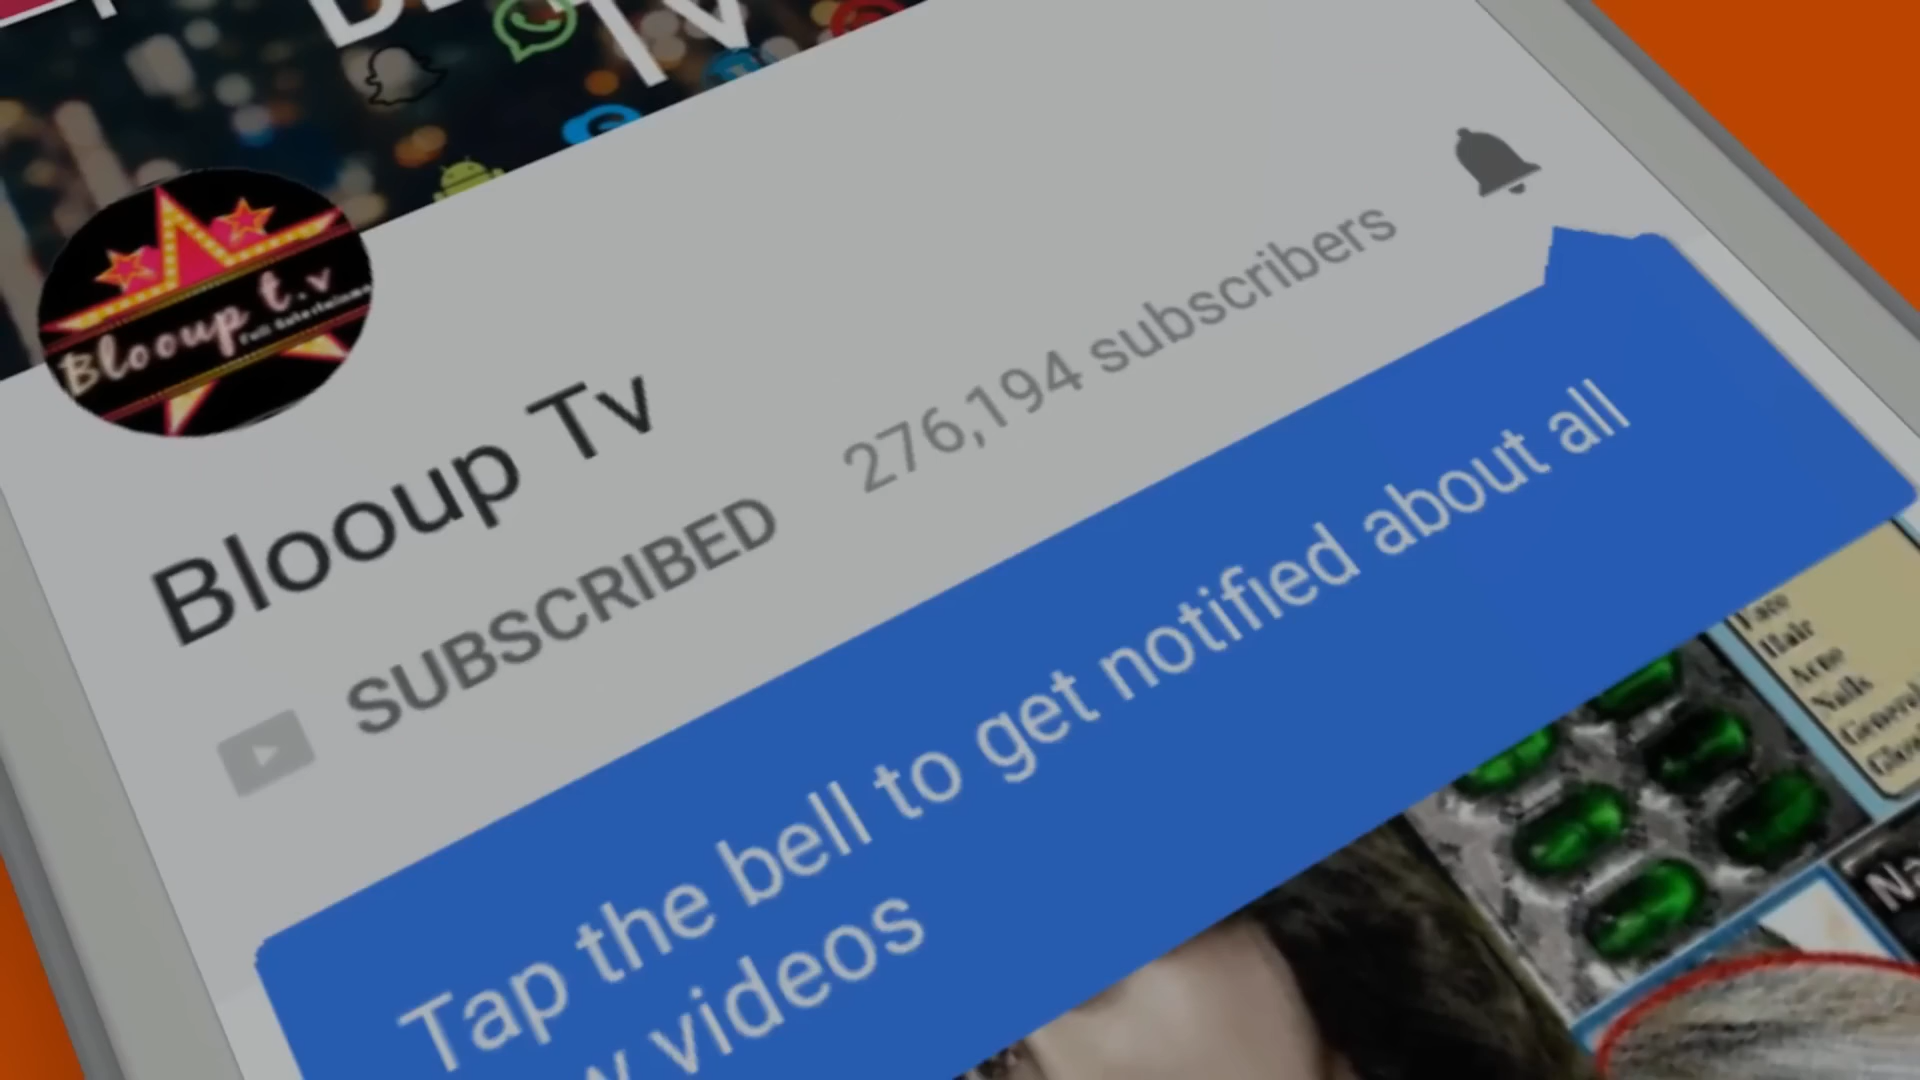 Tv
Blooup t.v
Full Entertainment
Blooup Tv
SUBSCRIBED 276,194 subscribers
Tap the bell to get notified about all
videos
Face
Hair
Acne
Nails